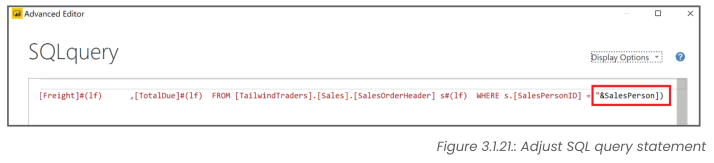 Advanced Editor
SQLquery
Display Options
[Freight]#(lf) ,[TotalDue]#(lf) FROM [TailwindTraders].[Sales].[SalesOrderHeader] s#(lf) WHERE s.[SalesPersonID] = "&SalesPerson])
Figure 3.1.21.: Adjust SQL query statement